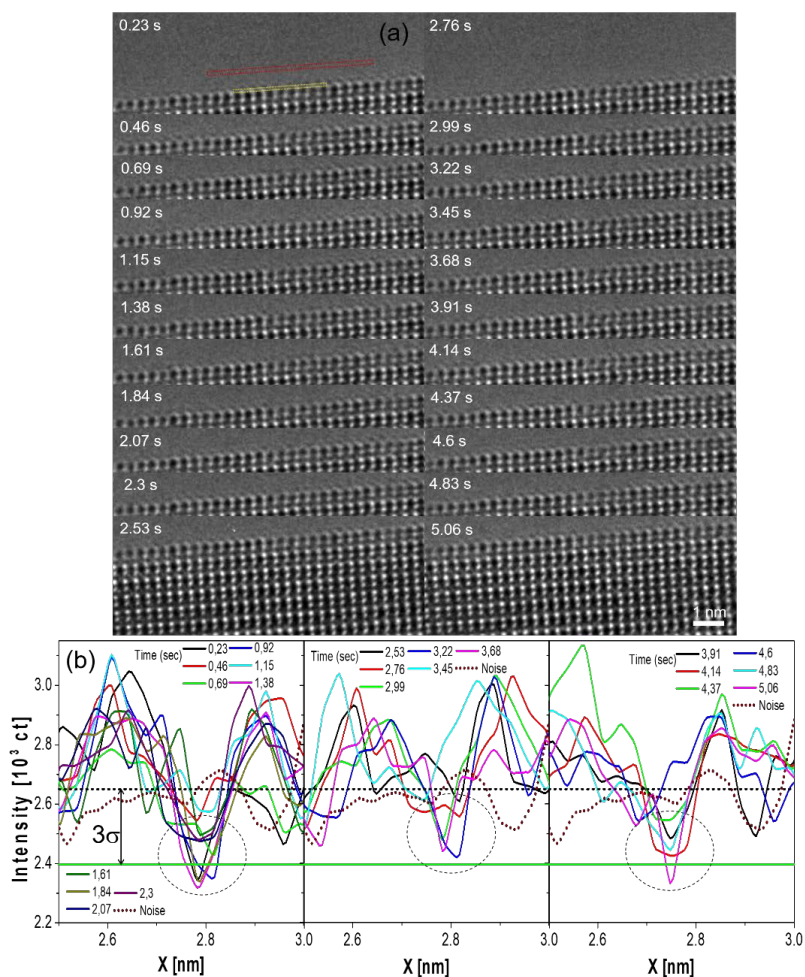 (a)
0.23 s
2.76 s
0.46 s
2.99 s
0.69 s
3.22 s
0.92 s
3.45 s
1.15 s
3.68 s
1.38 s
3.91 s
1.61 s
4.14 s
1.84 s
4.37 s
2.07 s
4.6 s
2.3 s
4.83 s
2.53 s
5.06 s
1 nm
(b)
Time (sec) 0,23 0,92
0,46 1,15
0,69 1,38
Time (sec) 2,53 3,22 3,68
2,76 3,45 Noise
2,99
Time (sec) 3,91 4,6
4,14 4,83
4,37 5,06
Noise
3σ
1,61
1,84 2,3
2,07 Noise
Intensity [10³ ct]
3.0
2.8
2.6
2.4
2.2
2.6 2.8 3.0 2.6 2.8 3.0 2.6 2.8 3.0
X [nm] X [nm] X [nm]